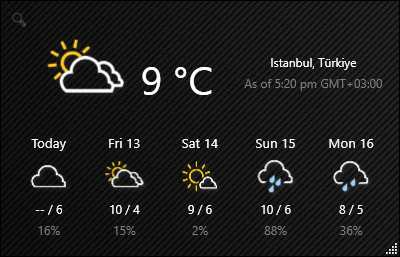 9 °C
Istanbul, Türkiye
As of 5:20 pm GMT+03:00
Today Fri 13 Sat 14 Sun 15 Mon 16
-- / 6 10 / 4 9 / 6 10 / 6 8 / 5
16% 15% 2% 88% 36%